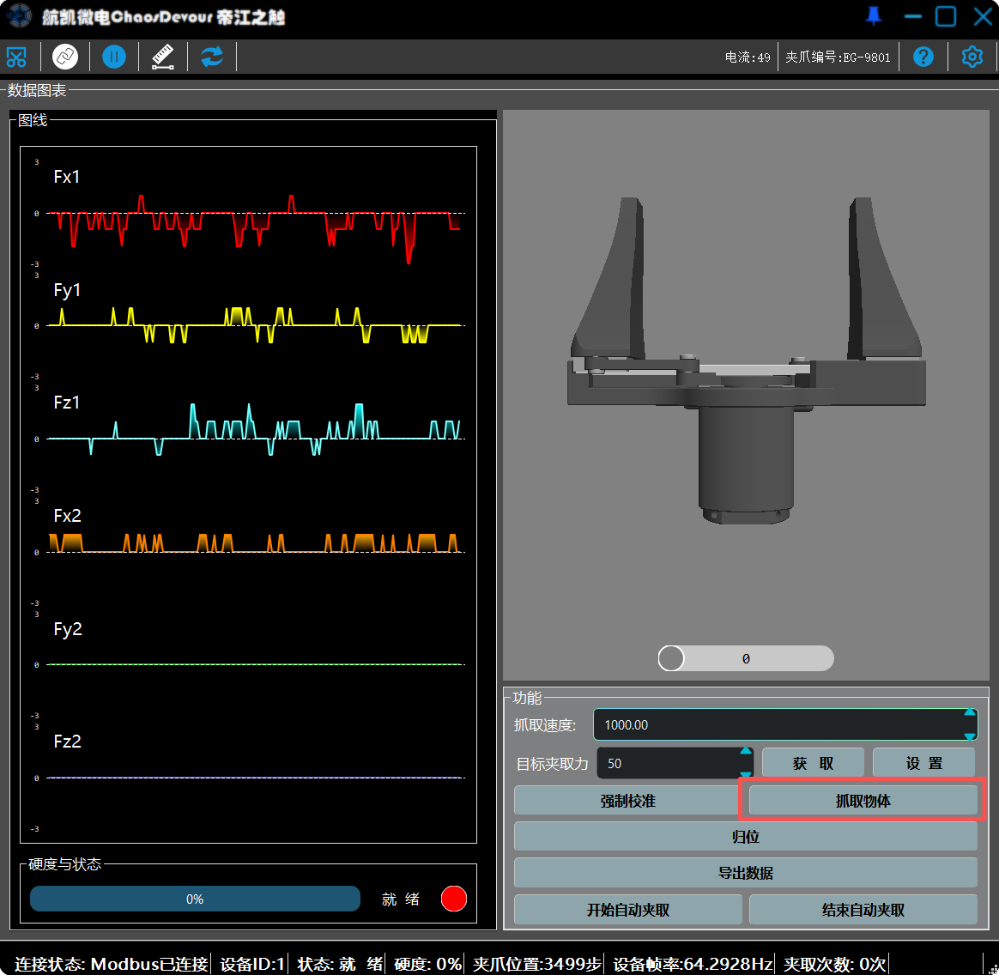 航凯微电ChaosDevour 帝江之触
电流:49 夹爪编号:EG-9801
数据图表
图线
3
Fx1
0
-3
3
Fy1
0
-3
3
Fz1
0
-3
3
Fx2
0
-3
3
Fy2
0
-3
3
Fz2
0
-3
硬度与状态
0% 就 绪
0
功能
抓取速度: 1000.00
目标夹取力 50 获 取 设 置
强制校准 抓取物体
归位
导出数据
开始自动夹取 结束自动夹取
连接状态: Modbus已连接 设备ID:1 状态: 就 绪 硬度: 0% 夹爪位置:3499步 设备帧率:64.2928Hz 夹取次数: 0次